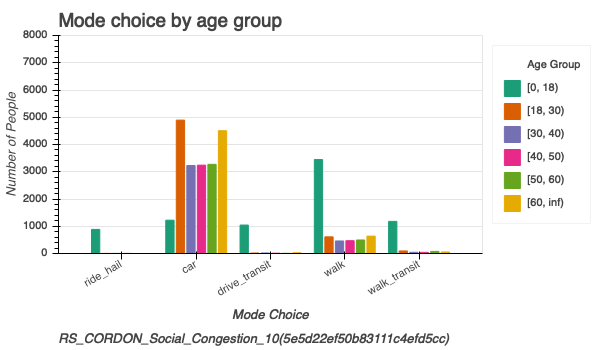 Mode choice by age group
8000
7000
6000
5000
4000
3000
2000
1000
0
Number of People
ride_hail
car
drive_transit
walk
walk_transit
Mode Choice
Age Group
[0, 18)
[18, 30)
[30, 40)
[40, 50)
[50, 60)
[60, inf)
RS_CORDON_Social_Congestion_10(5e5d22ef50b83111c4efd5cc)